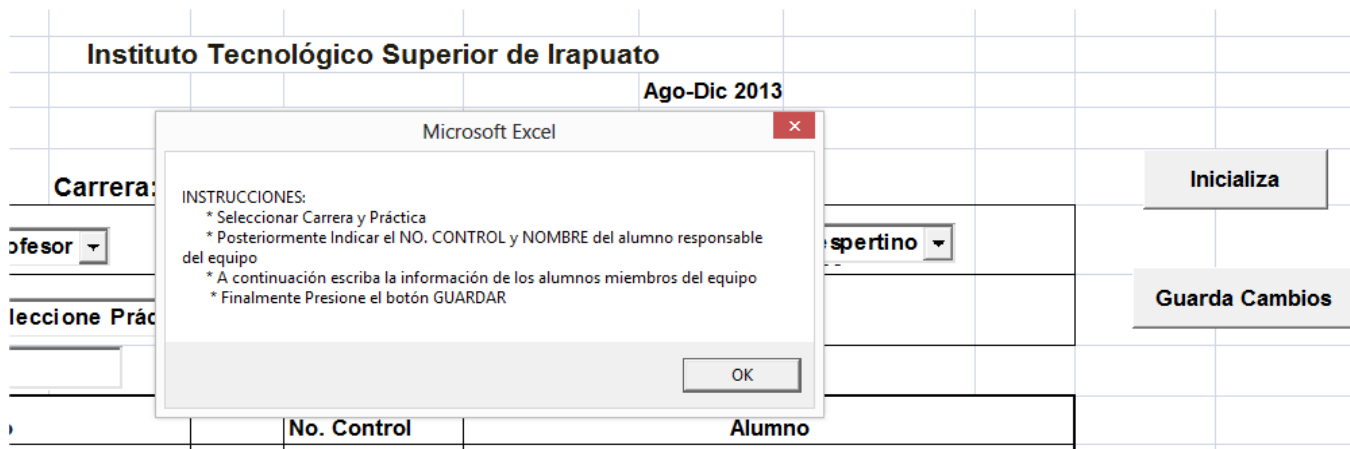 Instituto Tecnológico Superior de Irapuato
Ago-Dic 2013
Microsoft Excel
Carrera:
INSTRUCCIONES:
* Seleccionar Carrera y Práctica
* Posteriormente Indicar el NO. CONTROL y NOMBRE del alumno responsable
del equipo
* A continuación escriba la información de los alumnos miembros del equipo
* Finalmente Presione el botón GUARDAR
OK
Inicializa
ofesor
spertino
Guarda Cambios
leccione Prác
No. Control
Alumno